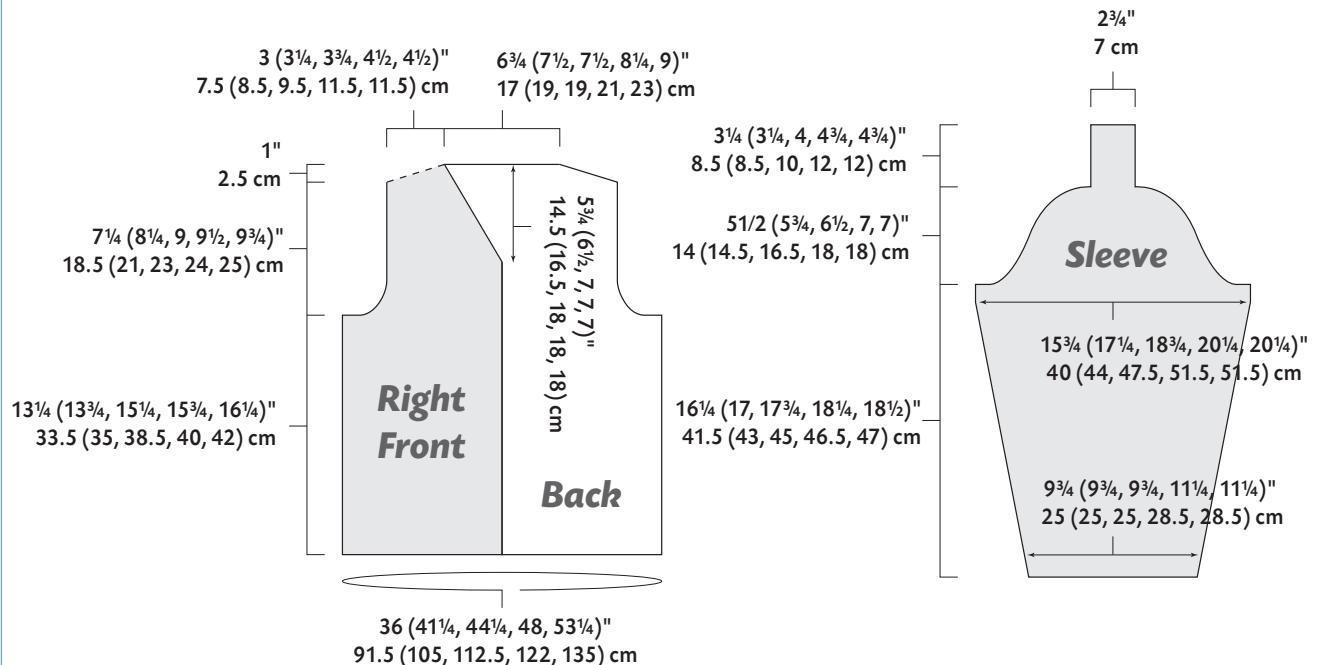 3 (3¼, 3¾, 4½, 4½)"
7.5 (8.5, 9.5, 11.5, 11.5) cm
6¾ (7½, 7½, 8¼, 9)"
17 (19, 19, 21, 23) cm
1"
2.5 cm
7¼ (8¼, 9, 9½, 9¾)"
18.5 (21, 23, 24, 25) cm
5¾ (6½, 7, 7, 7)"
14.5 (16.5, 18, 18, 18) cm
13¼ (13¾, 15¼, 15¾, 16¼)"
33.5 (35, 38.5, 40, 42) cm
Right
Front
Back
36 (41¼, 44¼, 48, 53¼)"
91.5 (105, 112.5, 122, 135) cm
2¾"
7 cm
3¼ (3¼, 4, 4¾, 4¾)"
8.5 (8.5, 10, 12, 12) cm
51/2 (5¾, 6½, 7, 7)"
14 (14.5, 16.5, 18, 18) cm
Sleeve
15¾ (17¼, 18¾, 20¼, 20¼)"
40 (44, 47.5, 51.5, 51.5) cm
16¼ (17, 17¾, 18¼, 18½)"
41.5 (43, 45, 46.5, 47) cm
9¾ (9¾, 9¾, 11¼, 11¼)"
25 (25, 25, 28.5, 28.5) cm